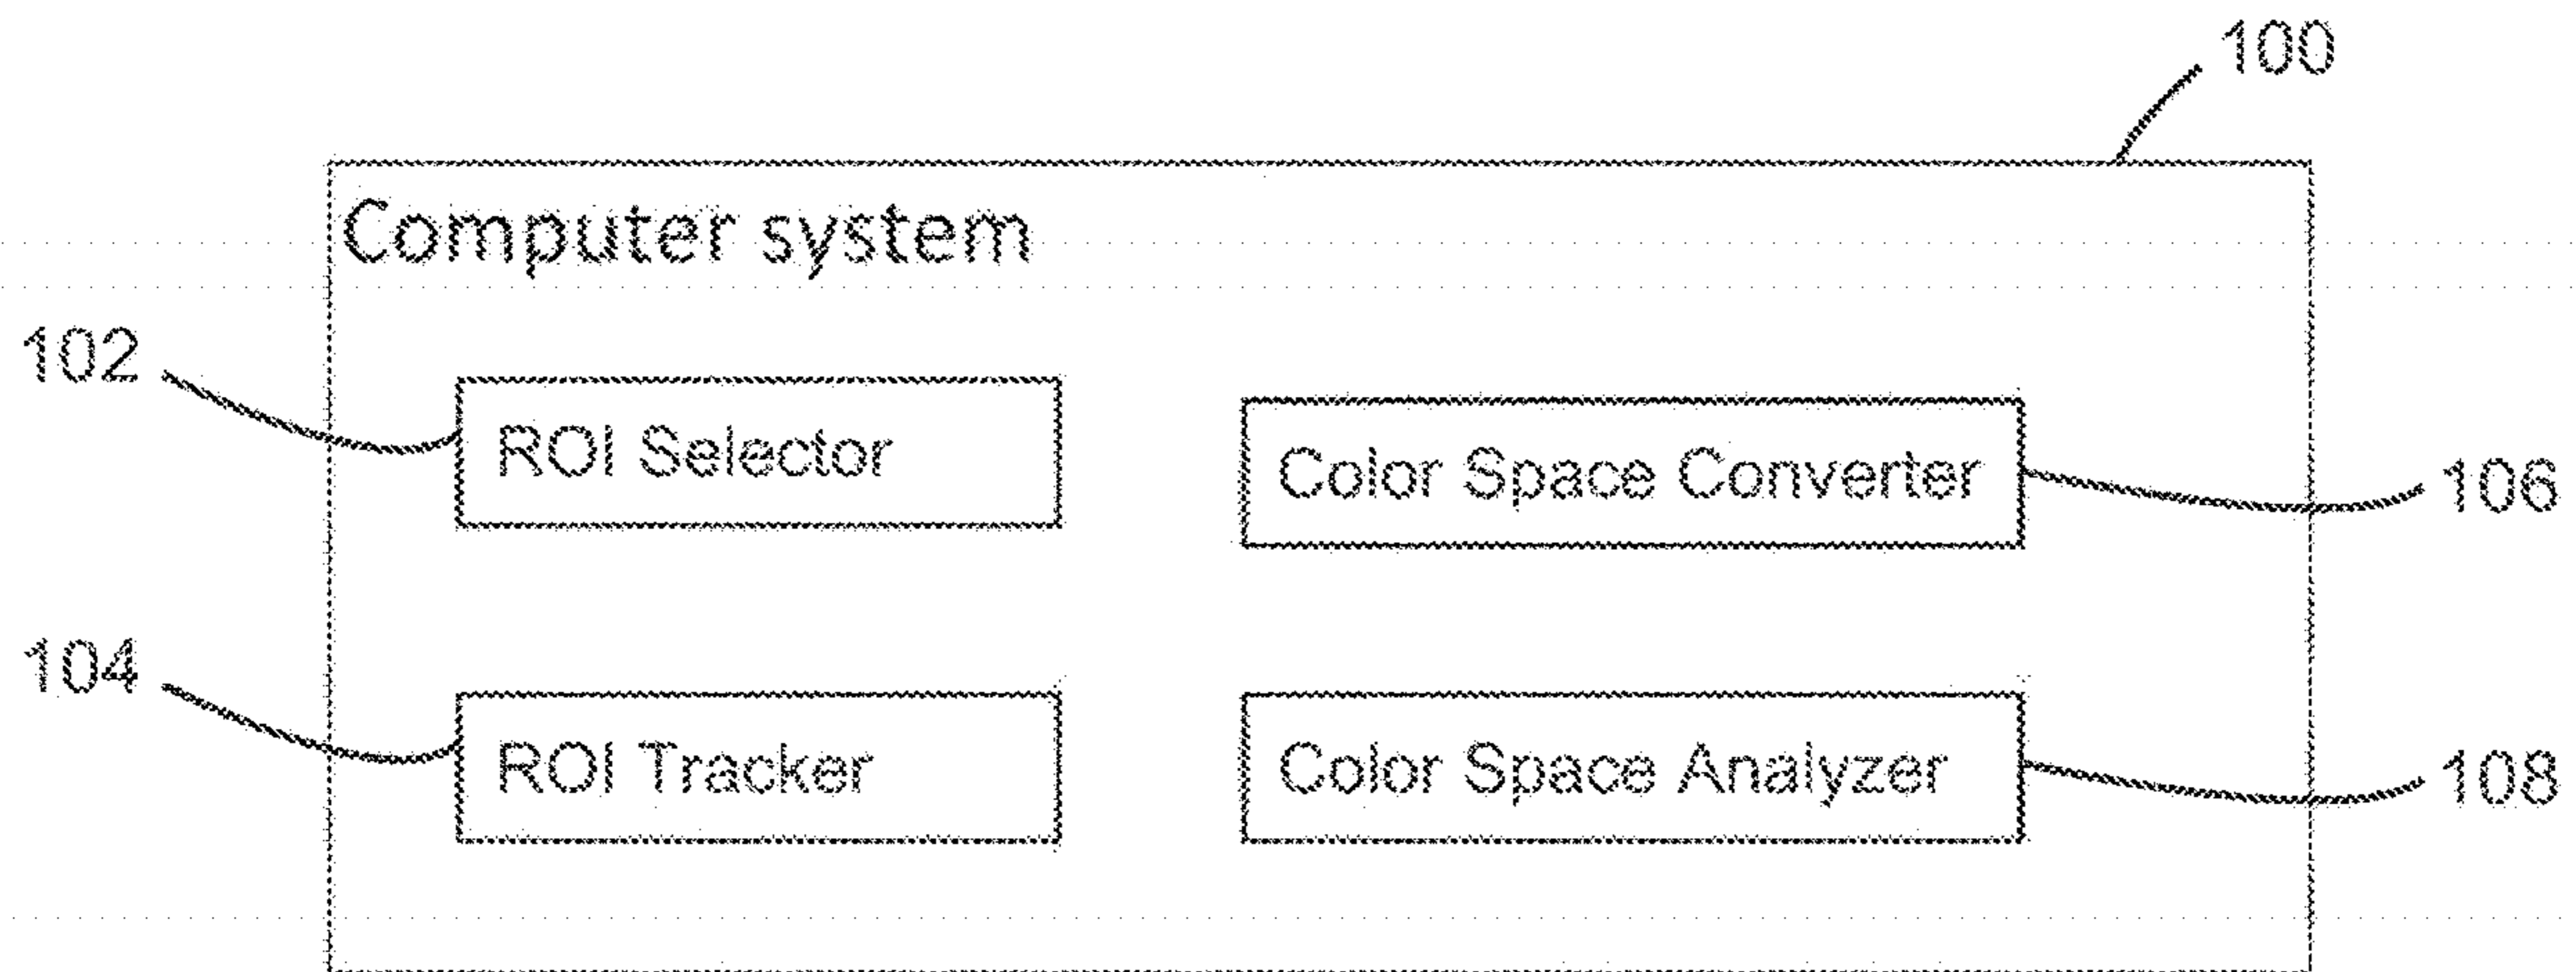 100
Computer system
102
ROI Selector
Color Space Converter
106
104
ROI Tracker
Color Space Analyzer
108